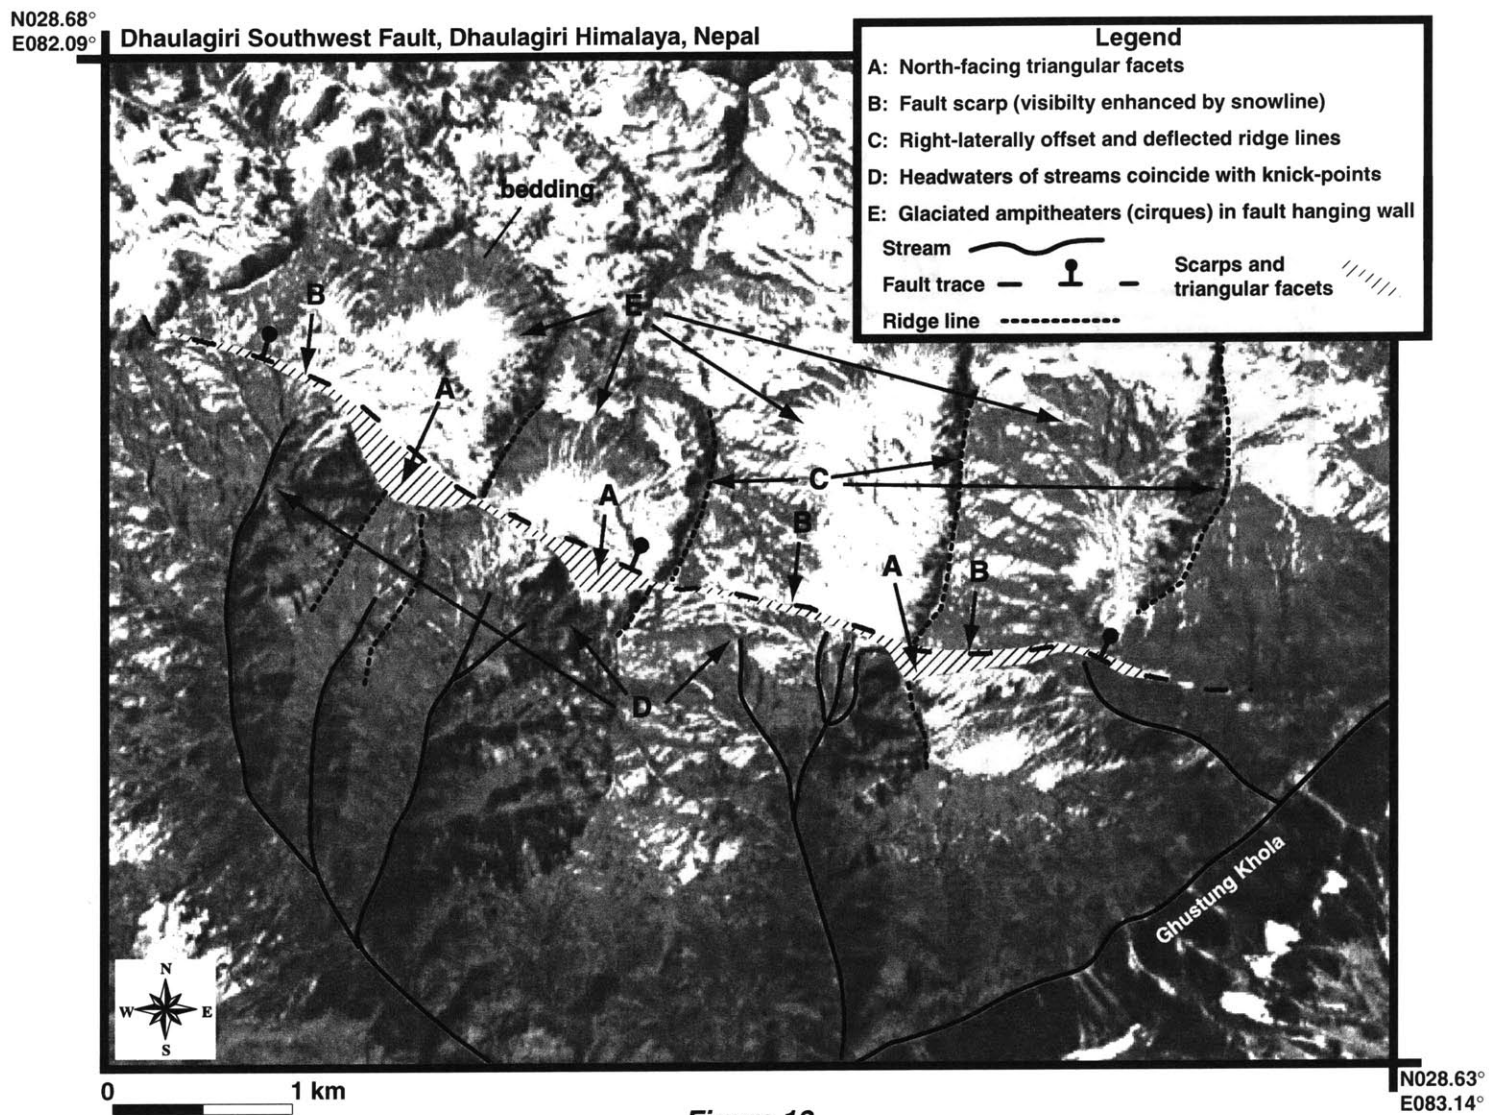 N028.68°
E082.09°
Dhaulagiri Southwest Fault, Dhaulagiri Himalaya, Nepal
Legend
A: North-facing triangular facets
B: Fault scarp (visibilty enhanced by snowline)
C: Right-laterally offset and deflected ridge lines
D: Headwaters of streams coincide with knick-points
E: Glaciated ampitheaters (cirques) in fault hanging wall
Stream
Fault trace
Scarps and
triangular facets
Ridge line
bedding
B
E
A
C
A
B
A
B
D
Ghustung Khola
N
W E
S
0 1 km
N028.63°
E083.14°